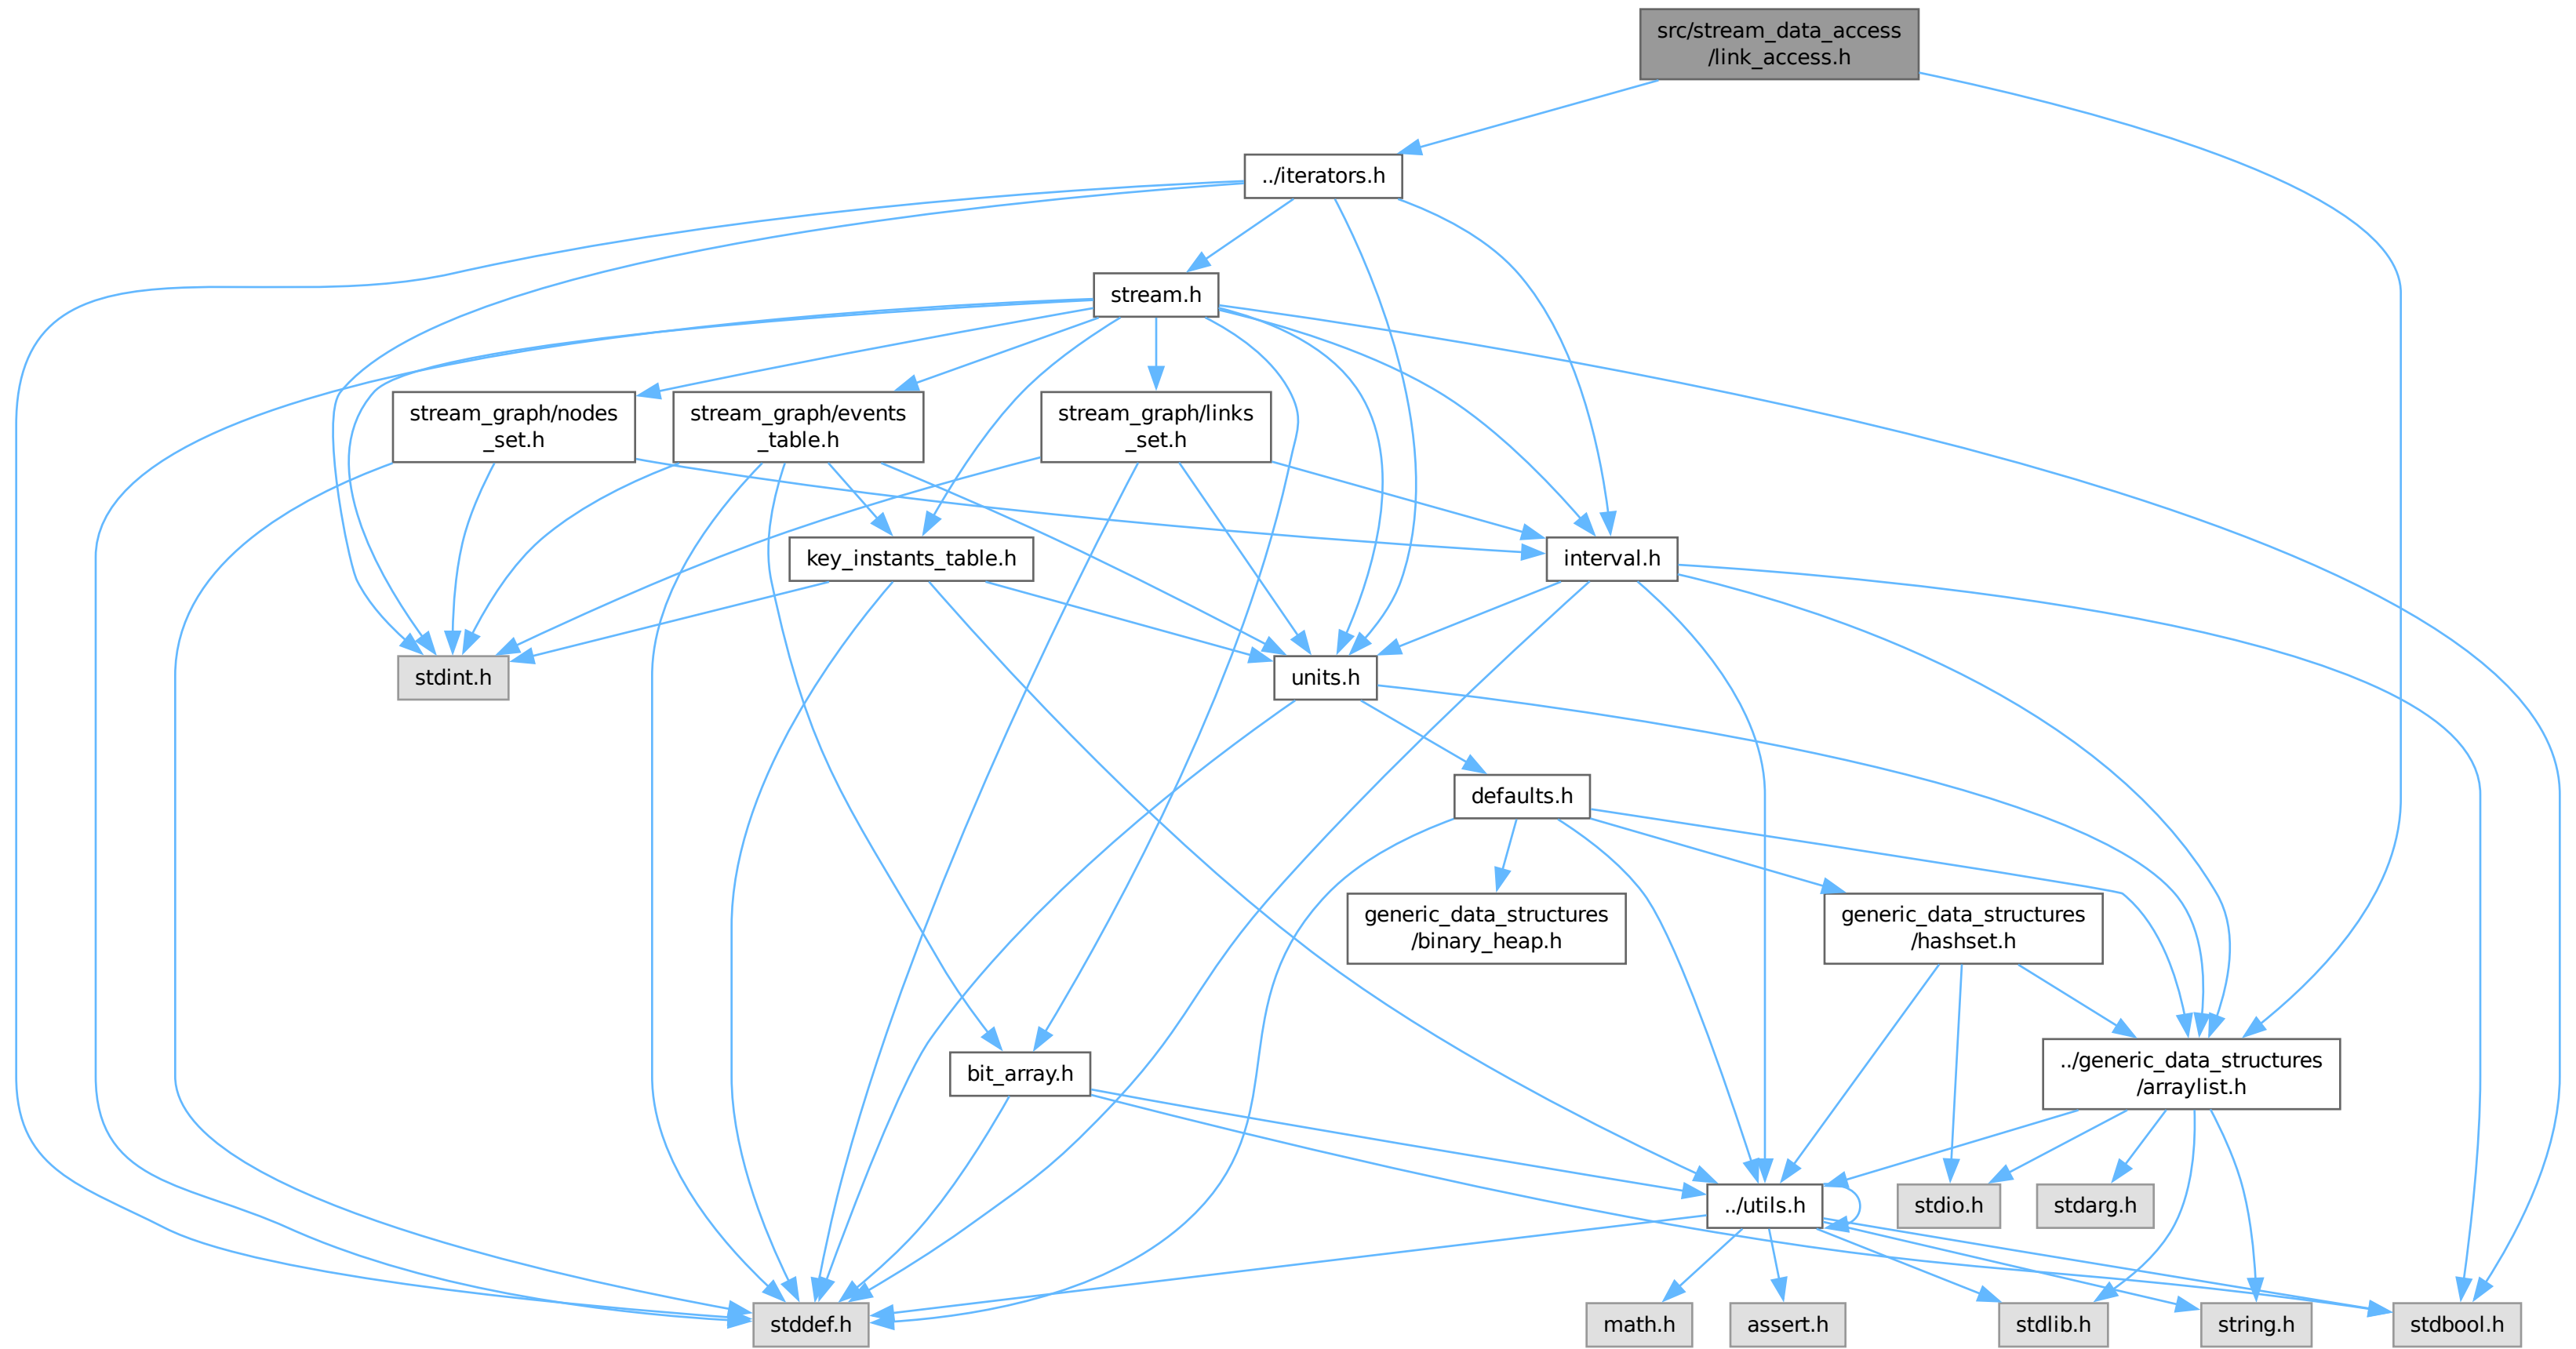 src/stream_data_access
/link_access.h
../iterators.h
stream.h
stream_graph/nodes
_set.h
stream_graph/events
_table.h
stream_graph/links
_set.h
key_instants_table.h
interval.h
stdint.h
units.h
defaults.h
generic_data_structures
/binary_heap.h
generic_data_structures
/hashset.h
bit_array.h
../generic_data_structures
/arraylist.h
../utils.h
stdio.h
stdarg.h
stddef.h
math.h
assert.h
stdlib.h
string.h
stdbool.h